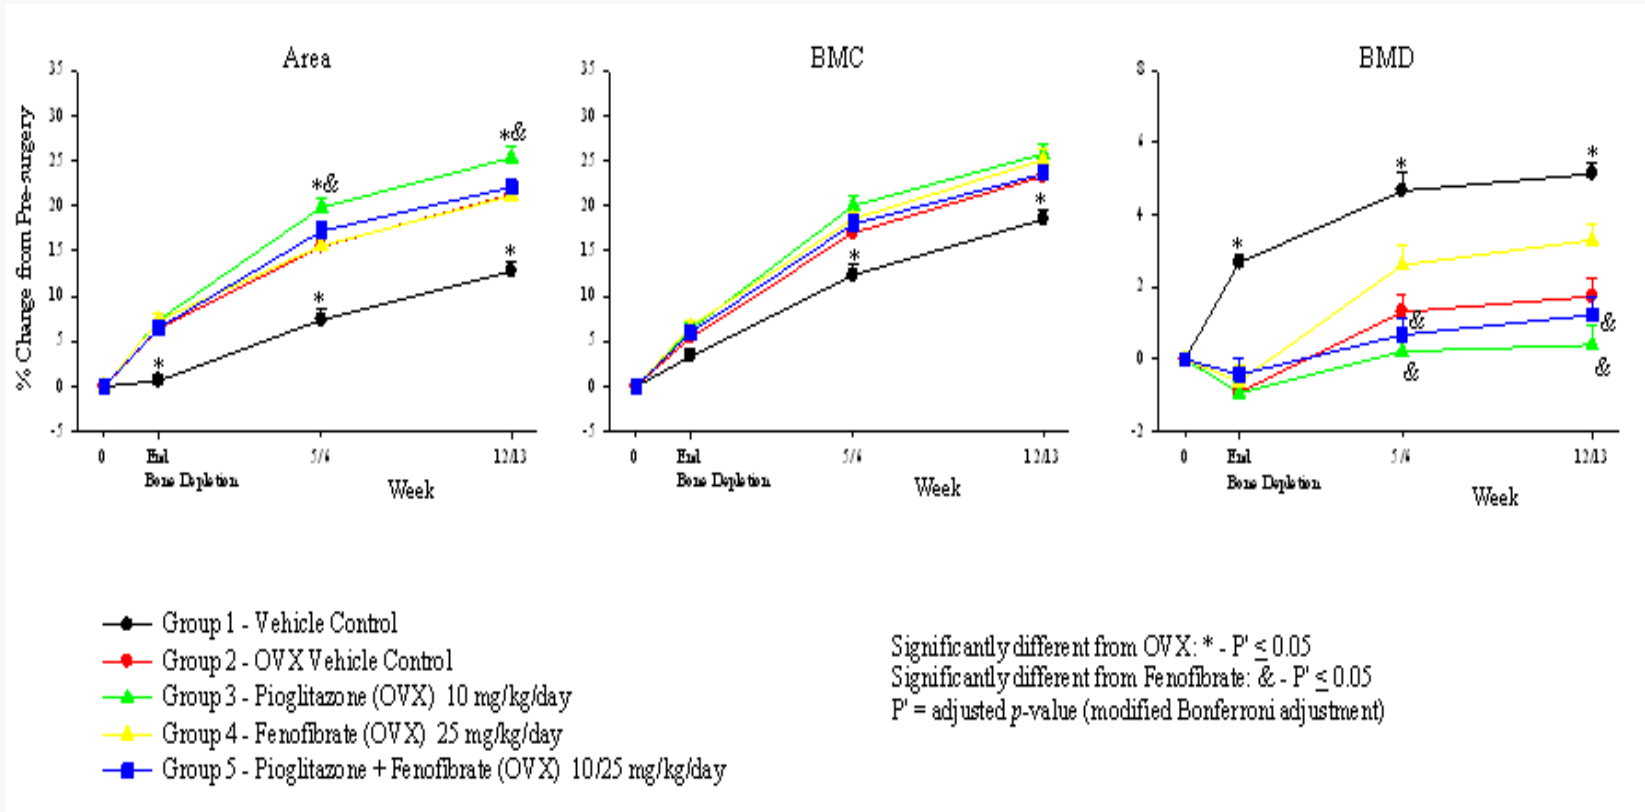 Area
BMC
BMD
% Change from Pre-surgery
35
30
25
20
15
10
5
0
-5
*
*
*
*&
*&
0
End
Bone Depletion
5/6
12/13
Week
35
30
25
20
15
10
5
0
-5
*
*
0
End
Bone Depletion
5/6
12/13
Week
8
6
4
2
0
-2
*
*
*
&
&
&
&
0
End
Bone Depletion
5/6
12/13
Week
Group 1 - Vehicle Control
Group 2 - OVX Vehicle Control
Group 3 - Pioglitazone (OVX) 10 mg/kg/day
Group 4 - Fenofibrate (OVX) 25 mg/kg/day
Group 5 - Pioglitazone + Fenofibrate (OVX) 10/25 mg/kg/day
Significantly different from OVX: * - P' ≤ 0.05
Significantly different from Fenofibrate: & - P' ≤ 0.05
P' = adjusted p-value (modified Bonferroni adjustment)